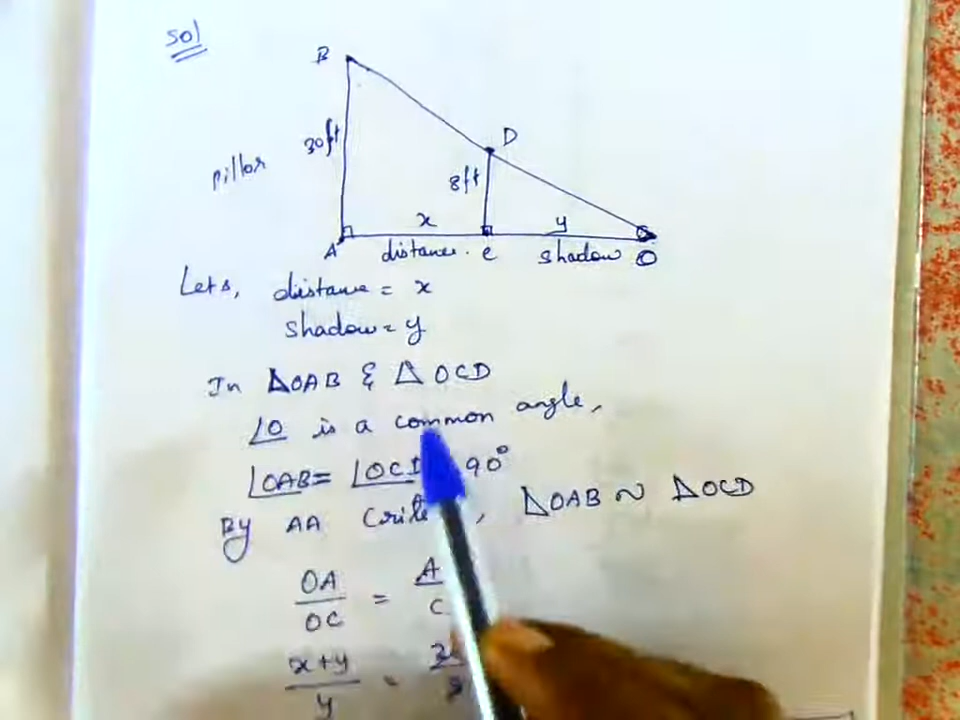 Sol
B
30ft
D
pillar
8ft
x
y
A
distance.
C
shadow
O
Lets, distance = x
shadow = y
In ΔOAB & ΔOCD
∠O is a common angle,
∠OAB = ∠OCD 90°
By AA , ΔOAB ~ ΔOCD
OA/OC = A/C
x+y/y =